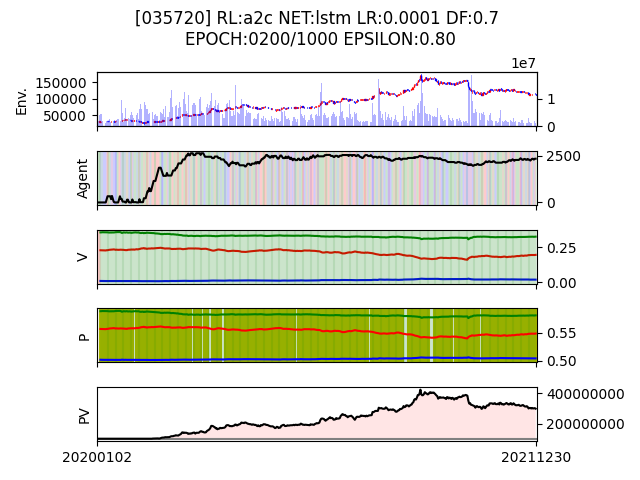 [035720] RL:a2c NET:lstm LR:0.0001 DF:0.7
EPOCH:0200/1000 EPSILON:0.80
1e7
Env.
150000
100000
50000
1
0
Agent
2500
0
V
0.25
0.00
P
0.55
0.50
PV
400000000
200000000
20200102
20211230